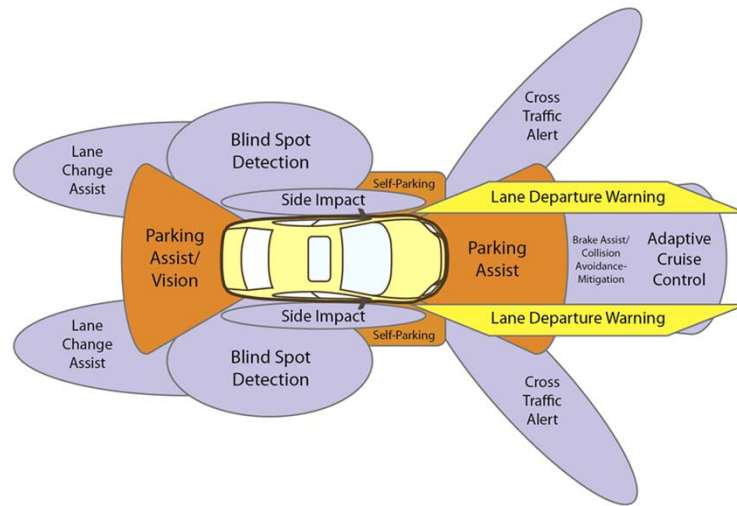 Cross
Traffic
Alert
Lane
Change
Assist
Blind Spot
Detection
Self-Parking
Side Impact
Lane Departure Warning
Parking
Assist/
Vision
Parking
Assist
Brake Assist/
Collision
Avoidance-
Mitigation
Adaptive
Cruise
Control
Side Impact
Lane Departure Warning
Self-Parking
Lane
Change
Assist
Blind Spot
Detection
Cross
Traffic
Alert